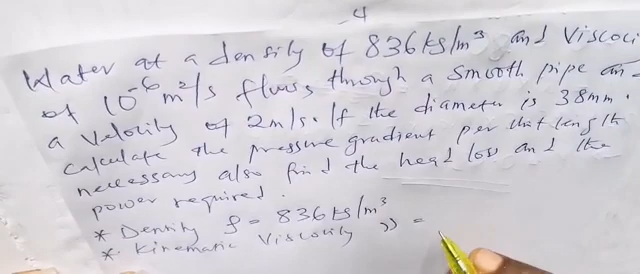 -4
Water at a density of 836 kg/m³ and Viscoci
of 10⁻⁶ m²/s flows through a smooth pipe an
a velocity of 2m/s. If the diameter is 38mm.
Calculate the pressure gradient per unit length
necessary also find the head loss and the
power required.
* Density ρ = 836 kg/m³
* Kinematic Viscosity ν =